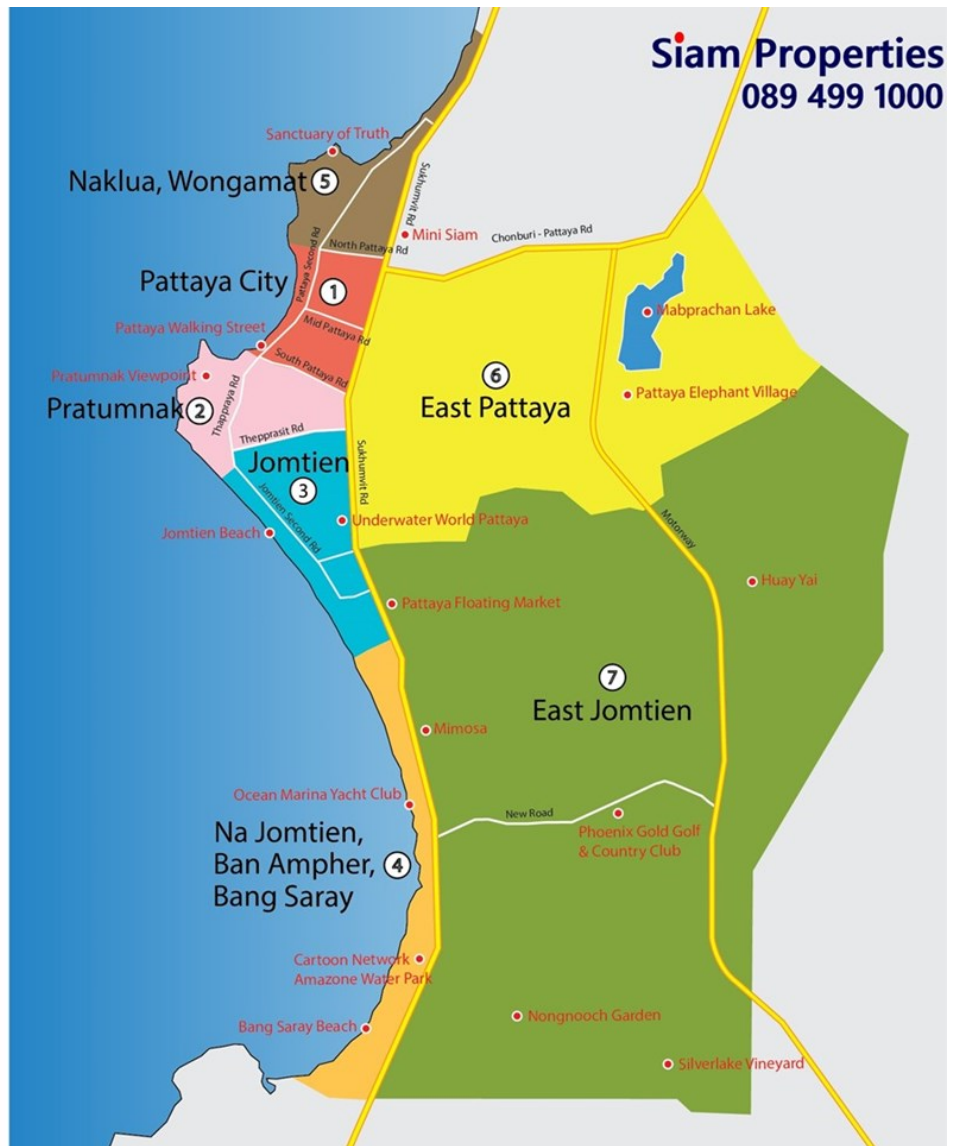 Siam Properties
089 499 1000
Sanctuary of Truth
Naklua, Wongamat 5
Sukhumvit Rd
Mini Siam
Chonburi - Pattaya Rd
North Pattaya Rd
Pattaya Second Rd
Pattaya City
1
Mabprachan Lake
Mid Pattaya Rd
Pattaya Walking Street
South Pattaya Rd
Pratumnak Viewpoint
6
East Pattaya
Pattaya Elephant Village
Pratumnak 2
Thappraya Rd
Thepprasit Rd
Jomtien
3
Sukhumvit Rd
Jomtien Second Rd
Underwater World Pattaya
Jomtien Beach
Motorway
Huay Yai
Pattaya Floating Market
7
East Jomtien
Mimosa
Ocean Marina Yacht Club
New Road
Phoenix Gold Golf
& Country Club
Na Jomtien,
Ban Ampher,
Bang Saray
4
Cartoon Network
Amazone Water Park
Bang Saray Beach
Nongnooch Garden
Silverlake Vineyard